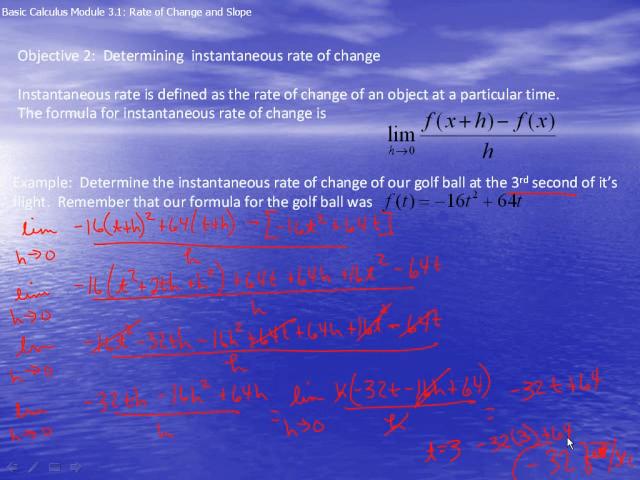 Basic Calculus Module 3.1: Rate of Change and Slope
Objective 2:  Determining  instantaneous rate of change
Instantaneous rate is defined as the rate of change of an object at a particular time.
The formula for instantaneous rate of change is
lim h→0 f(x+h)−f(x) / h
Example:  Determine the instantaneous rate of change of our golf ball at the 3rd second of it’s
flight.  Remember that our formula for the golf ball was f(t) = −16t² + 64t
lim h→0 -16(t+h)² +64(t+h) - [-16t² +64t] / h
lim h→0 -16(t²+2th+h²) +64t +64h +16t² -64t / h
lim h→0 -16t² -32th -16h² +64t +64h +16t² -64t / h
lim h→0 -32th -16h² +64h / h = lim h→0 h(-32t -16h +64) / h = -32t+64
t=3 -32(3)+64
-32